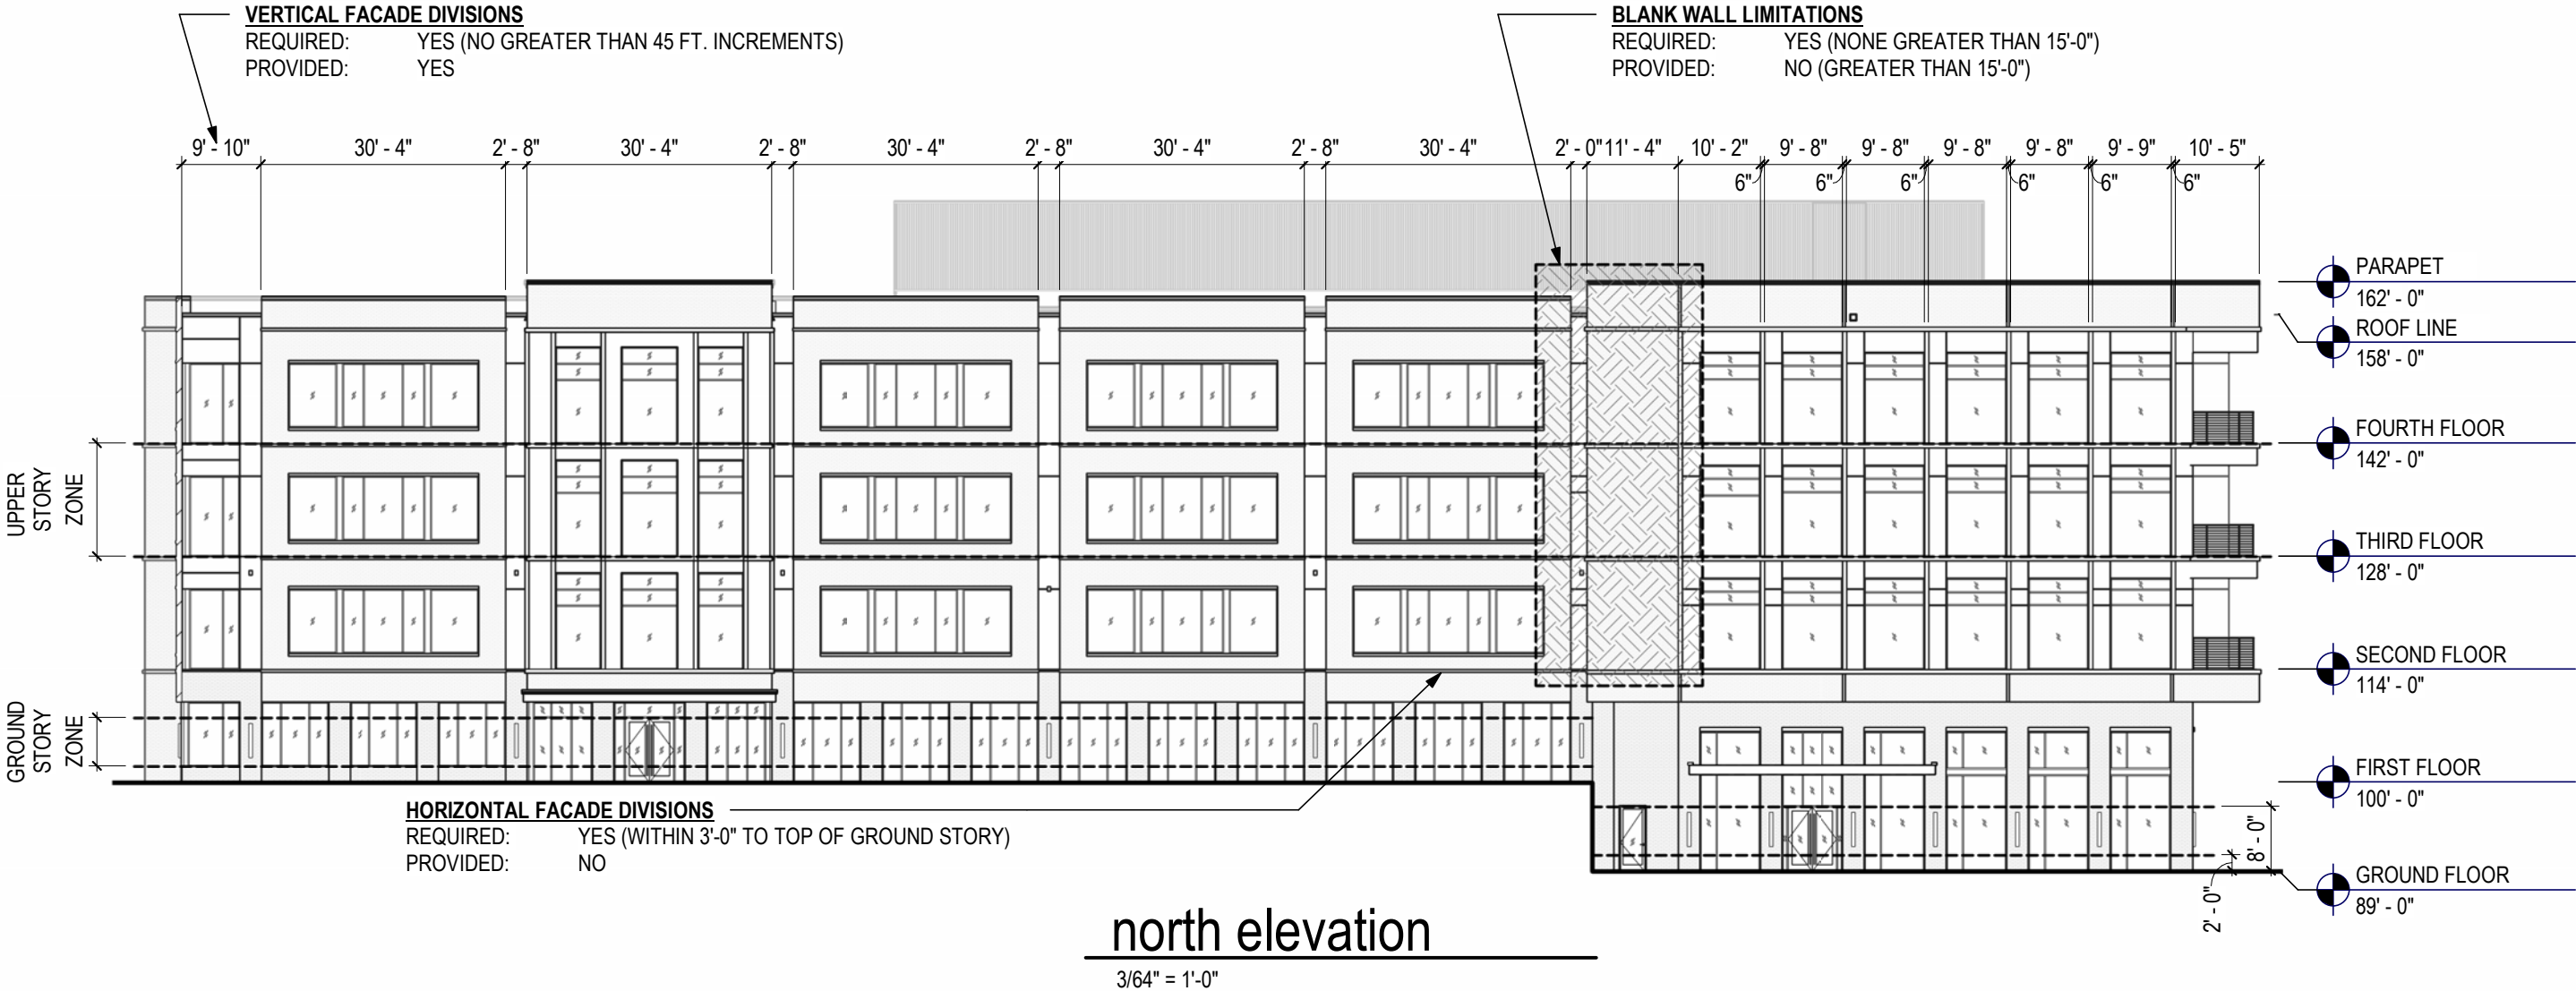 VERTICAL FACADE DIVISIONS
REQUIRED: YES (NO GREATER THAN 45 FT. INCREMENTS)
PROVIDED: YES
BLANK WALL LIMITATIONS
REQUIRED: YES (NONE GREATER THAN 15'-0")
PROVIDED: NO (GREATER THAN 15'-0")
9' - 10" 30' - 4" 2' - 8" 30' - 4" 2' - 8" 30' - 4" 2' - 8" 30' - 4" 2' - 8" 30' - 4" 2' - 0" 11' - 4" 10' - 2" 9' - 8" 9' - 8" 9' - 8" 9' - 8" 9' - 9" 10' - 5"
6" 6" 6" 6" 6" 6"
PARAPET
162' - 0"
ROOF LINE
158' - 0"
FOURTH FLOOR
142' - 0"
THIRD FLOOR
128' - 0"
SECOND FLOOR
114' - 0"
FIRST FLOOR
100' - 0"
GROUND FLOOR
89' - 0"
UPPER
STORY
ZONE
GROUND
STORY
ZONE
HORIZONTAL FACADE DIVISIONS
REQUIRED: YES (WITHIN 3'-0" TO TOP OF GROUND STORY)
PROVIDED: NO
8' - 0"
2' - 0"
north elevation
3/64" = 1'-0"